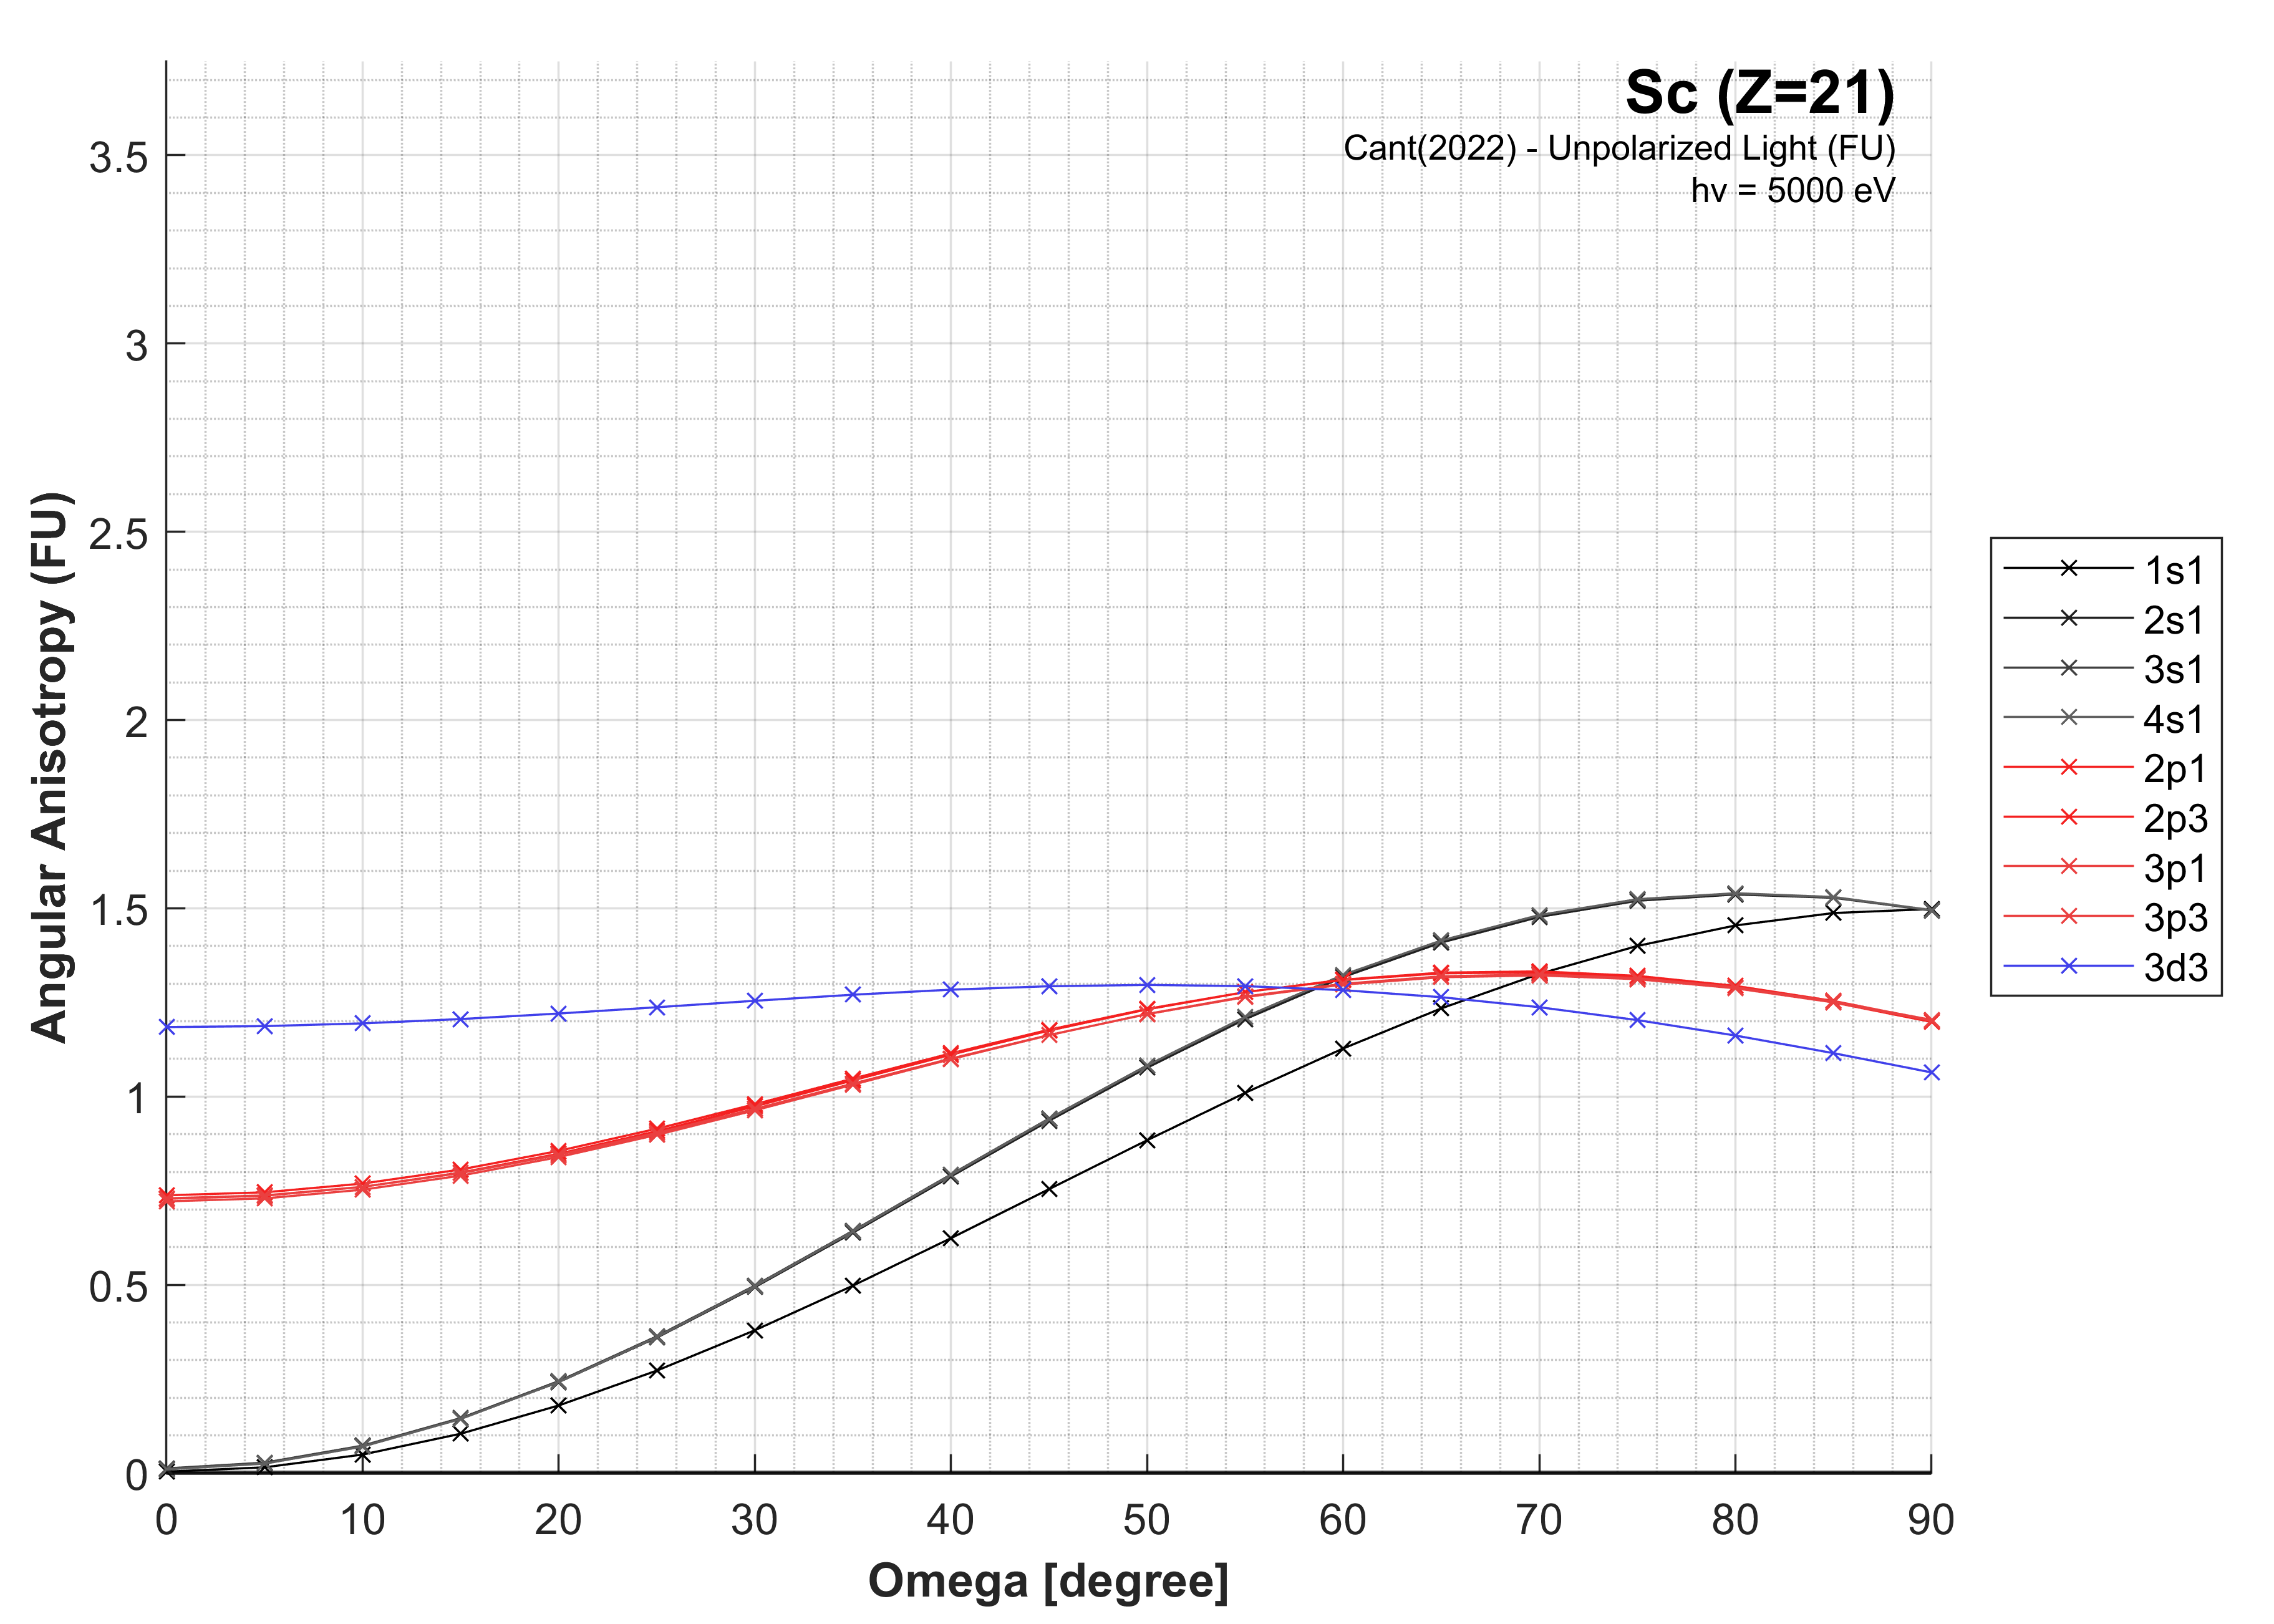 Sc (Z=21)
Cant(2022) - Unpolarized Light (FU)
hv = 5000 eV
Angular Anisotropy (FU)
3.5
3
2.5
2
1.5
1
0.5
0
0 10 20 30 40 50 60 70 80 90
Omega [degree]
1s1
2s1
3s1
4s1
2p1
2p3
3p1
3p3
3d3